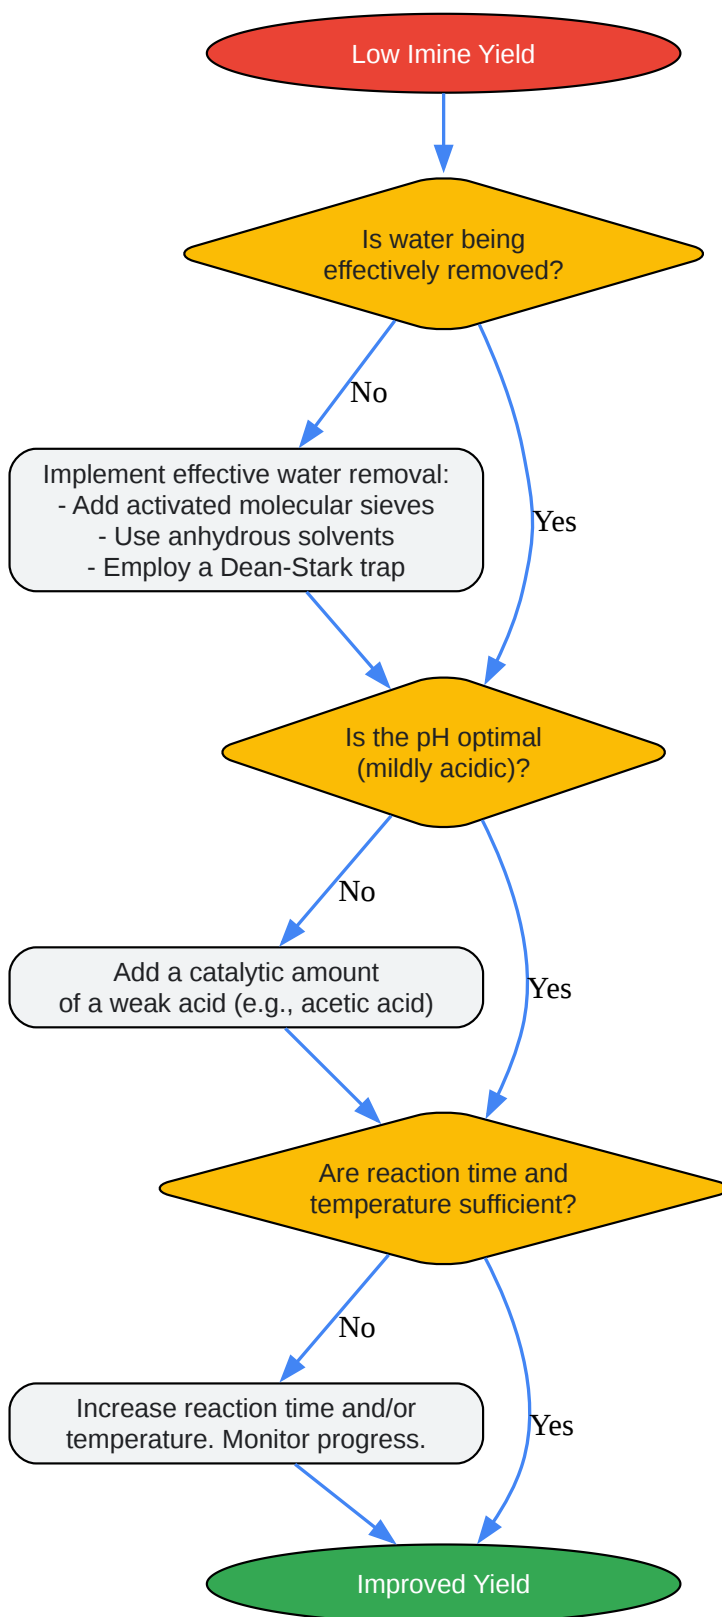 Low Imine Yield
Is water being
effectively removed?
No
Implement effective water removal:
- Add activated molecular sieves
- Use anhydrous solvents
- Employ a Dean-Stark trap
Yes
Is the pH optimal
(mildly acidic)?
No
Add a catalytic amount
of a weak acid (e.g., acetic acid)
Yes
Are reaction time and
temperature sufficient?
No
Increase reaction time and/or
temperature. Monitor progress.
Yes
Improved Yield